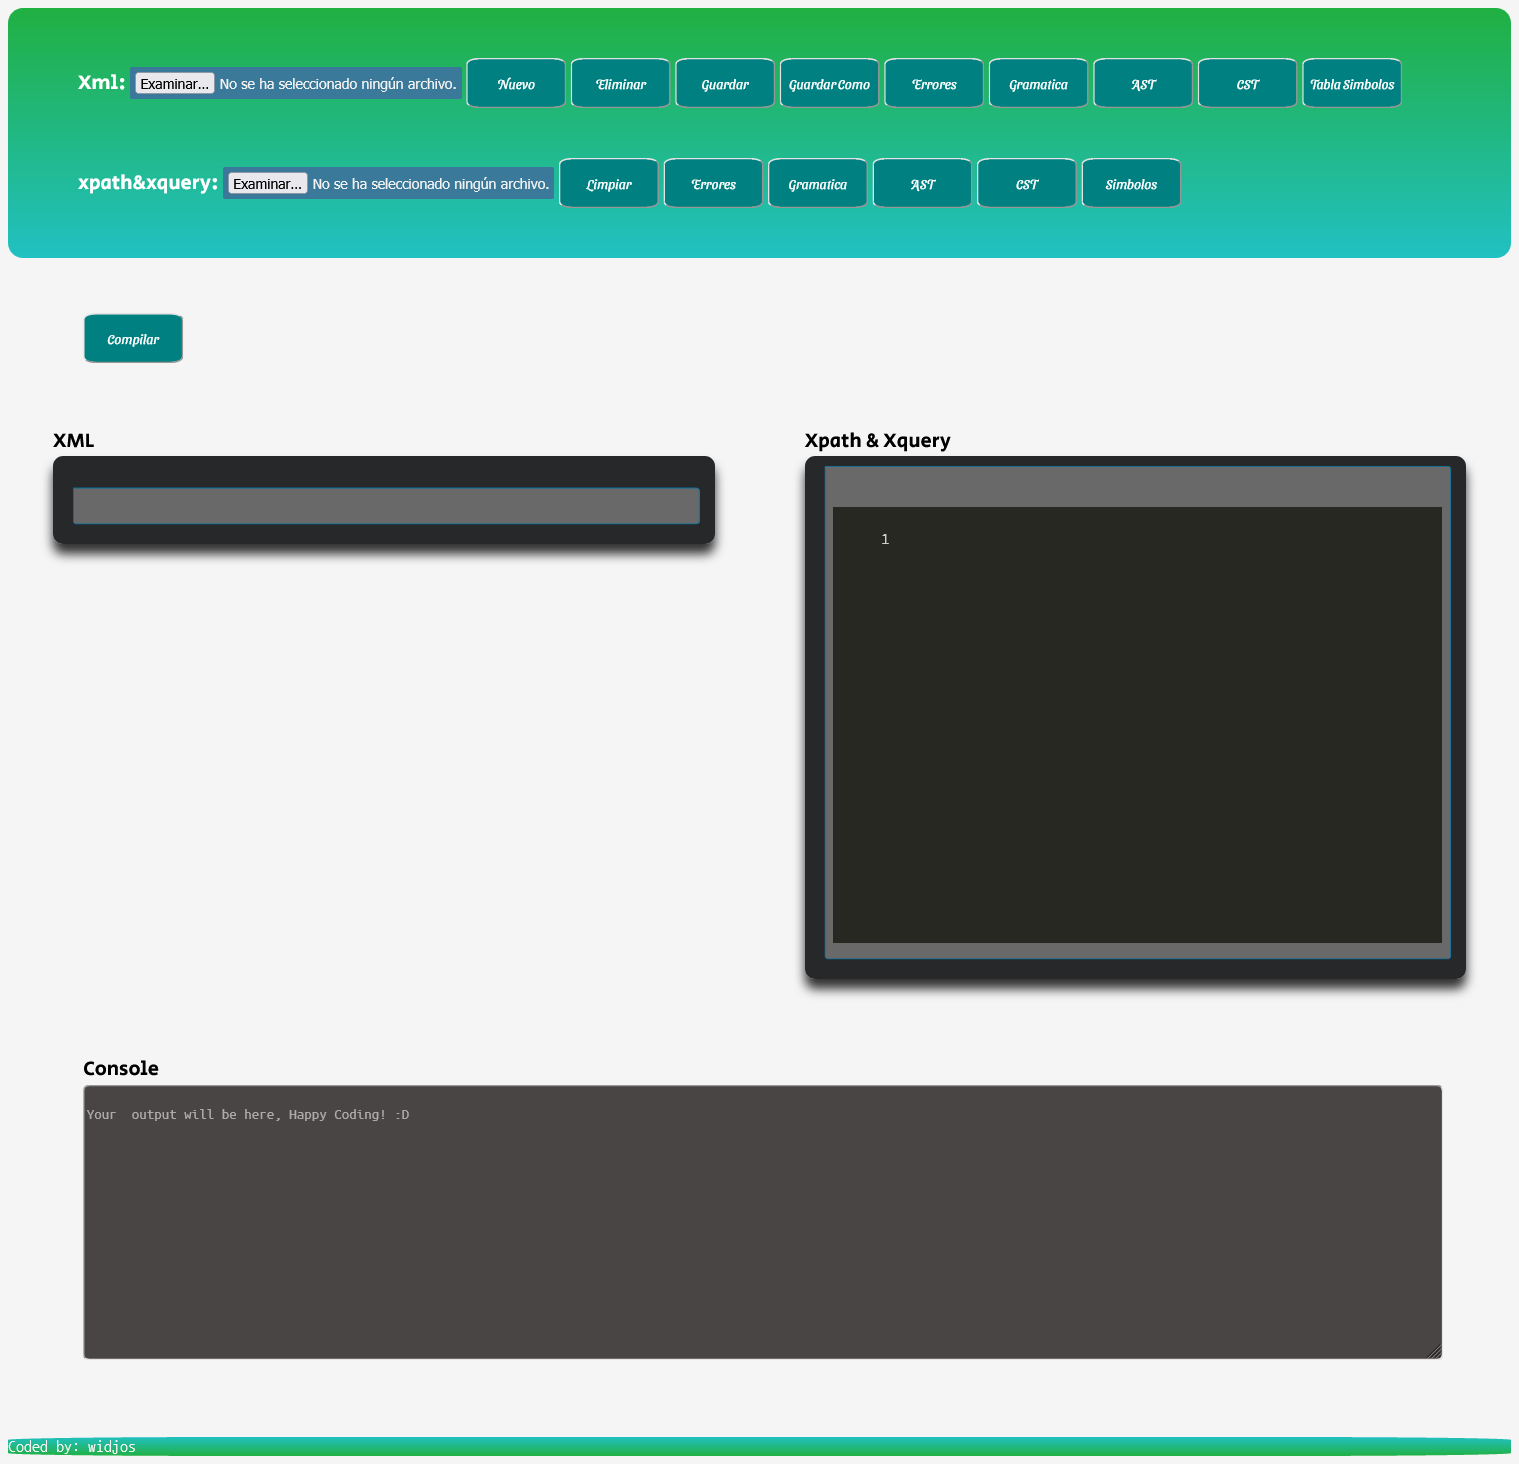 Xml: Examinar... No se ha seleccionado ningún archivo. Nuevo Eliminar Guardar Guardar Como Errores Gramatica AST CST Tabla Simbolos
xpath&xquery: Examinar... No se ha seleccionado ningún archivo. Limpiar Errores Gramatica AST CST Simbolos
Compilar
XML
Xpath & Xquery
1
Console
Your  output will be here, Happy Coding! :D
Coded by: widjos